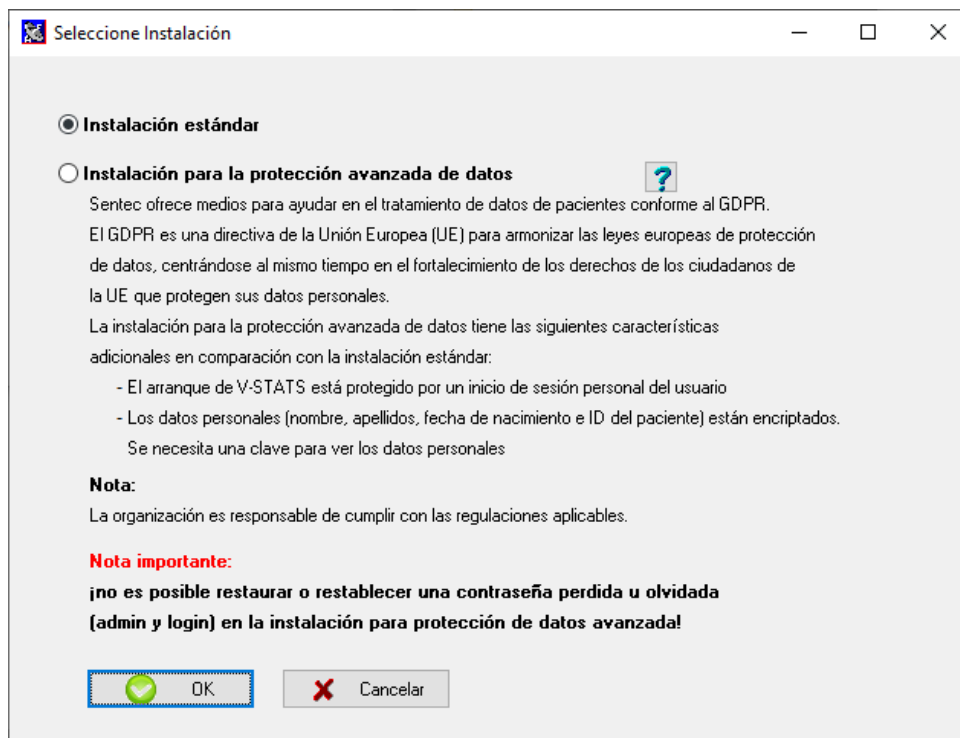 Seleccione Instalación
Instalación estándar
Instalación para la protección avanzada de datos ?
Sentec ofrece medios para ayudar en el tratamiento de datos de pacientes conforme al GDPR.
El GDPR es una directiva de la Unión Europea (UE) para armonizar las leyes europeas de protección
de datos, centrándose al mismo tiempo en el fortalecimiento de los derechos de los ciudadanos de
la UE que protegen sus datos personales.
La instalación para la protección avanzada de datos tiene las siguientes características
adicionales en comparación con la instalación estándar:
- El arranque de V-STATS está protegido por un inicio de sesión personal del usuario
- Los datos personales (nombre, apellidos, fecha de nacimiento e ID del paciente) están encriptados.
Se necesita una clave para ver los datos personales
Nota:
La organización es responsable de cumplir con las regulaciones aplicables.
Nota importante:
¡no es posible restaurar o restablecer una contraseña perdida u olvidada
(admin y login) en la instalación para protección de datos avanzada!
OK Cancelar